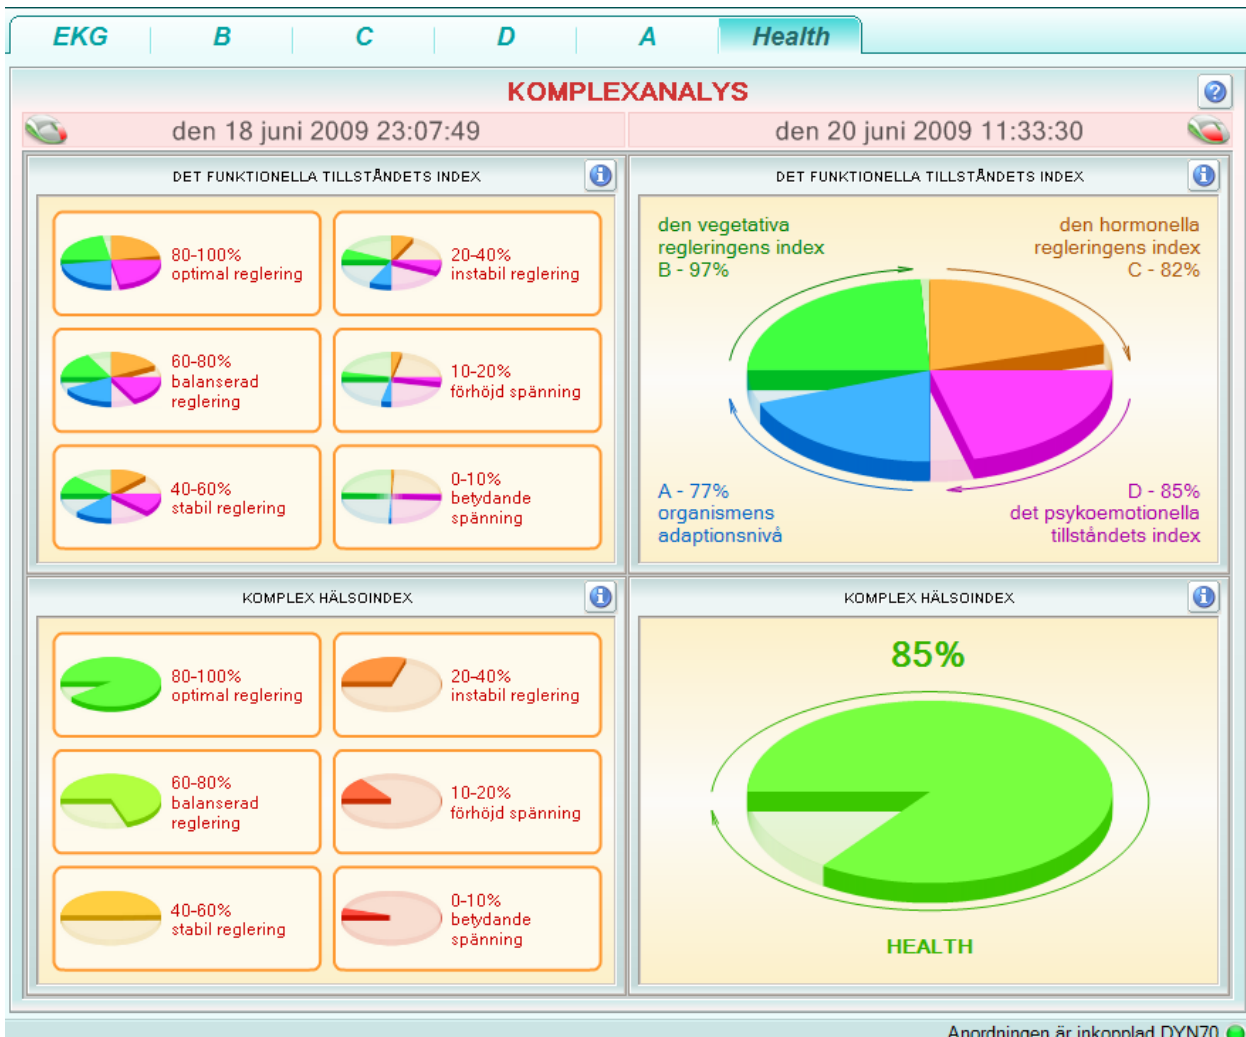 EKG B C D A Health
KOMPLEXANALYS
den 18 juni 2009 23:07:49
den 20 juni 2009 11:33:30
DET FUNKTIONELLA TILLSTÅNDETS INDEX
80-100%
optimal reglering
20-40%
instabil reglering
60-80%
balanserad
reglering
10-20%
förhöjd spänning
40-60%
stabil reglering
0-10%
betydande
spänning
DET FUNKTIONELLA TILLSTÅNDETS INDEX
den vegetativa
regleringens index
B - 97%
den hormonella
regleringens index
C - 82%
A - 77%
organismens
adaptionsnivå
D - 85%
det psykoemotionella
tillståndets index
KOMPLEX HÄLSOINDEX
80-100%
optimal reglering
20-40%
instabil reglering
60-80%
balanserad
reglering
10-20%
förhöjd spänning
40-60%
stabil reglering
0-10%
betydande
spänning
KOMPLEX HÄLSOINDEX
85%
HEALTH
Anordningen är inkopplad DYN70